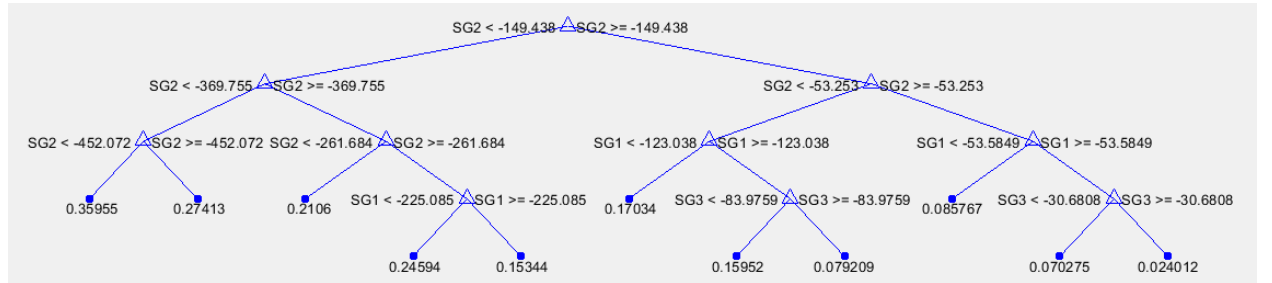 SG2 < -149.438 SG2 >= -149.438
SG2 < -369.755 SG2 >= -369.755 SG2 < -53.253 SG2 >= -53.253
SG2 < -452.072 SG2 >= -452.072 SG2 < -261.684 SG2 >= -261.684 SG1 < -123.038 SG1 >= -123.038 SG1 < -53.5849 SG1 >= -53.5849
0.35955 0.27413 0.2106 SG1 < -225.085 SG1 >= -225.085 0.17034 SG3 < -83.9759 SG3 >= -83.9759 0.085767 SG3 < -30.6808 SG3 >= -30.6808
0.24594 0.15344 0.15952 0.079209 0.070275 0.024012